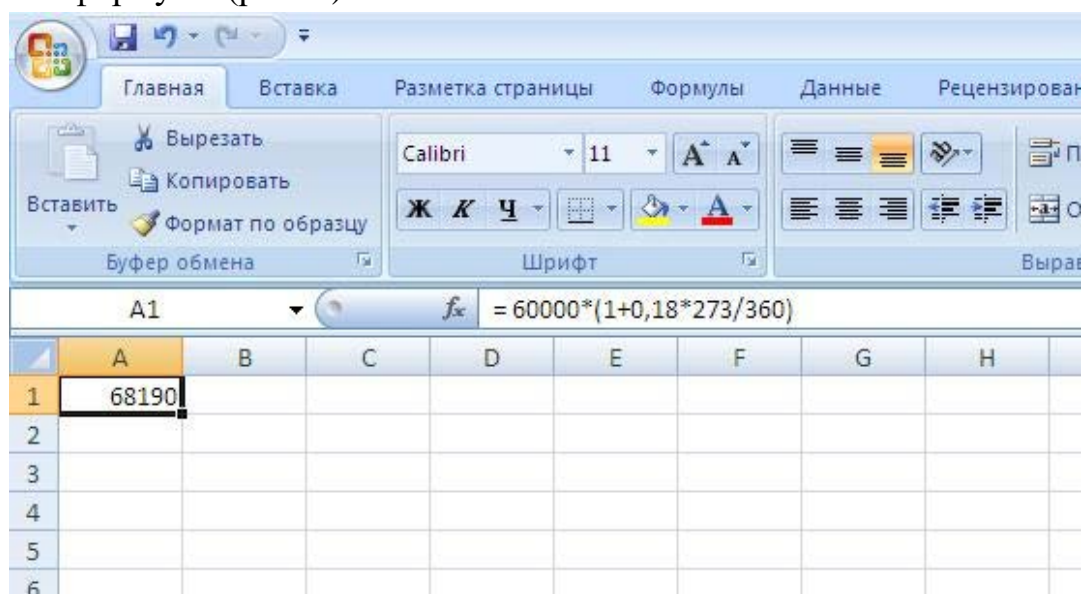 Главная Вставка Разметка страницы Формулы Данные
Вырезать
Копировать
Формат по образцу
Вставить
Calibri 11 A A
Ж К Ч А
Буфер обмена Шрифт
A1 fx = 60000*(1+0,18*273/360)
A B C D E F G H
1 68190
2
3
4
5
6